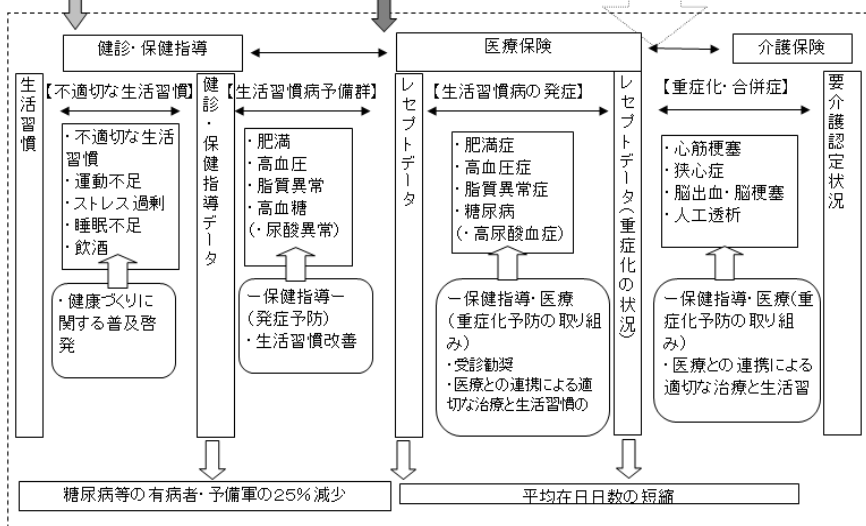 健診・保健指導
医療保険
介護保険
生活習慣
【不適切な生活習慣】
・不適切な生活
習慣
・運動不足
・ストレス過剰
・睡眠不足
・飲酒
・健康づくりに
関する普及啓
発
健診・保健指導データ
【生活習慣病予備群】
・肥満
・高血圧
・脂質異常
・高血糖
(・尿酸異常)
ー保健指導ー
(発症予防)
・生活習慣改善
レセプトデータ
【生活習慣病の発症】
・肥満症
・高血圧症
・脂質異常症
・糖尿病
(・高尿酸血症)
ー保健指導・医療
(重症化予防の取り組
み)
・受診勧奨
・医療との連携による適
切な治療と生活習慣の
レセプトデータ(重症化の状況)
【重症化・合併症】
・心筋梗塞
・狭心症
・脳出血・脳梗塞
・人工透析
ー保健指導・医療(重
症化予防の取り組
み)
・医療との連携による
適切な治療と生活習
要介護認定状況
糖尿病等の有病者・予備軍の25%減少
平均在日日数の短縮